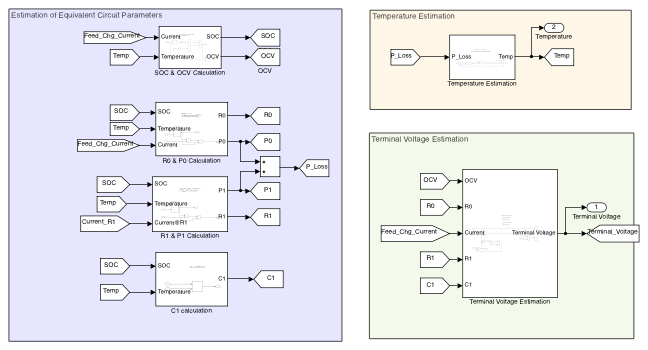 Estimation of Equivalent Circuit Parameters
Feed_Chg_Current
Current
SOC
SOC
Temp
Temperature
OCV
OCV
SOC & OCV Calculation
SOC
SOC
R0
R0
Temp
Temperature
Feed_Chg_Current
Current
P0
P0
R0 & P0 Calculation
P_Loss
SOC
SOC
P1
P1
Temp
Temperature
Current_R1
Current@R1
R1
R1
R1 & P1 Calculation
SOC
SOC
C1
C1
Temp
Temperature
C1 calculation
Temperature Estimation
2
Temperature
P_Loss
P_Loss
Temp
Temp
Temperature Estimation
Terminal Voltage Estimation
OCV
OCV
R0
R0
1
Terminal Voltage
Feed_Chg_Current
Current
Terminal Voltage
Terminal_Voltage
R1
R1
C1
C1
Terminal Voltage Estimation